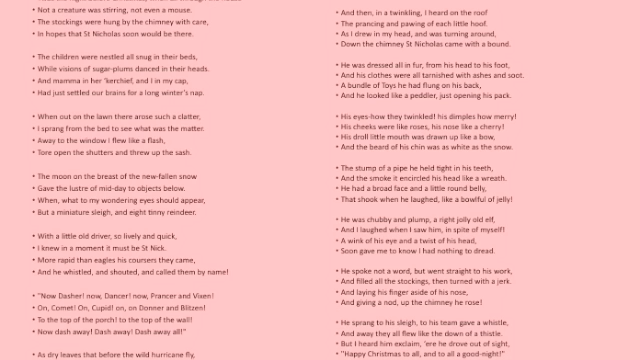 • Not a creature was stirring, not even a mouse.
• The stockings were hung by the chimney with care,
• In hopes that St Nicholas soon would be there.
• The children were nestled all snug in their beds,
• While visions of sugar-plums danced in their heads.
• And mamma in her 'kerchief, and I in my cap,
• Had just settled our brains for a long winter's nap.
• When out on the lawn there arose such a clatter,
• I sprang from the bed to see what was the matter.
• Away to the window I flew like a flash,
• Tore open the shutters and threw up the sash.
• The moon on the breast of the new-fallen snow
• Gave the lustre of mid-day to objects below.
• When, what to my wondering eyes should appear,
• But a miniature sleigh, and eight tinny reindeer.
• With a little old driver, so lively and quick,
• I knew in a moment it must be St Nick.
• More rapid than eagles his coursers they came,
• And he whistled, and shouted, and called them by name!
• "Now Dasher! now, Dancer! now, Prancer and Vixen!
• On, Comet! On, Cupid! on, on Donner and Blitzen!
• To the top of the porch! to the top of the wall!
• Now dash away! Dash away! Dash away all!"
• As dry leaves that before the wild hurricane fly,
• And then, in a twinkling, I heard on the roof
• The prancing and pawing of each little hoof.
• As I drew in my head, and was turning around,
• Down the chimney St Nicholas came with a bound.
• He was dressed all in fur, from his head to his foot,
• And his clothes were all tarnished with ashes and soot.
• A bundle of Toys he had flung on his back,
• And he looked like a peddler, just opening his pack.
• His eyes-how they twinkled! his dimples how merry!
• His cheeks were like roses, his nose like a cherry!
• His droll little mouth was drawn up like a bow,
• And the beard of his chin was as white as the snow.
• The stump of a pipe he held tight in his teeth,
• And the smoke it encircled his head like a wreath.
• He had a broad face and a little round belly,
• That shook when he laughed, like a bowlful of jelly!
• He was chubby and plump, a right jolly old elf,
• And I laughed when I saw him, in spite of myself!
• A wink of his eye and a twist of his head,
• Soon gave me to know I had nothing to dread.
• He spoke not a word, but went straight to his work,
• And filled all the stockings, then turned with a jerk.
• And laying his finger aside of his nose,
• And giving a nod, up the chimney he rose!
• He sprang to his sleigh, to his team gave a whistle,
• And away they all flew like the down of a thistle.
• But I heard him exclaim, 'ere he drove out of sight,
• "Happy Christmas to all, and to all a good-night!"